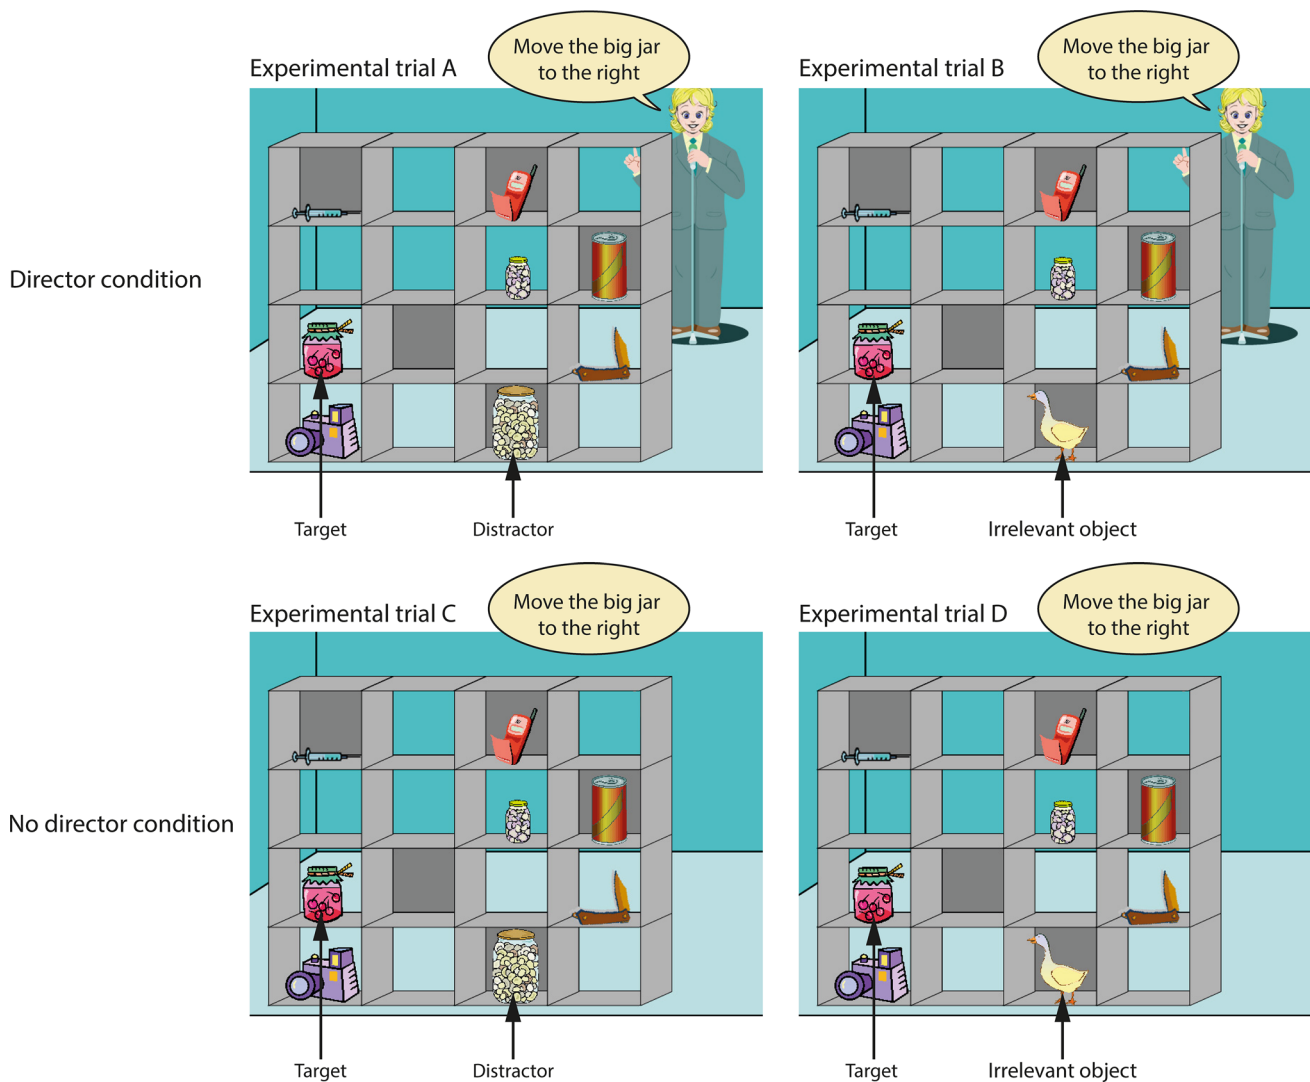 Move the big jar
to the right
Experimental trial A
Move the big jar
to the right
Experimental trial B
Director condition
Target
Distractor
Target
Irrelevant object
Move the big jar
to the right
Experimental trial C
Move the big jar
to the right
Experimental trial D
No director condition
Target
Distractor
Target
Irrelevant object